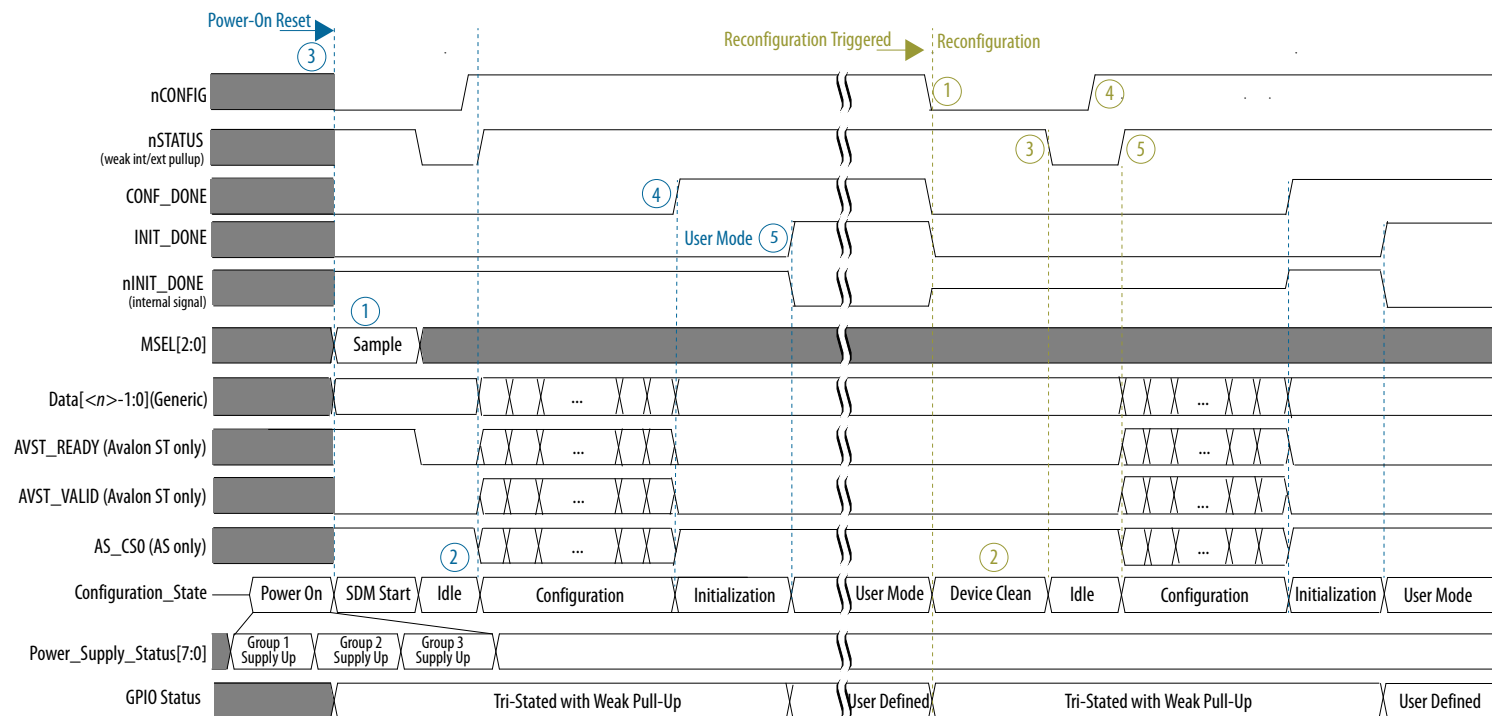 Power-On Reset
3
Reconfiguration Triggered
Reconfiguration
nCONFIG
1
4
nSTATUS
(weak int/ext pullup)
3
5
CONF_DONE
4
INIT_DONE
User Mode 5
nINIT_DONE
(internal signal)
1
MSEL[2:0]
Sample
Data[<n>-1:0](Generic)
...
...
AVST_READY (Avalon ST only)
...
...
AVST_VALID (Avalon ST only)
...
...
AS_CS0 (AS only)
2
...
2
...
Configuration_State
Power On
SDM Start
Idle
Configuration
Initialization
User Mode
Device Clean
Idle
Configuration
Initialization
User Mode
Power_Supply_Status[7:0]
Group 1
Supply Up
Group 2
Supply Up
Group 3
Supply Up
GPIO Status
Tri-Stated with Weak Pull-Up
User Defined
Tri-Stated with Weak Pull-Up
User Defined